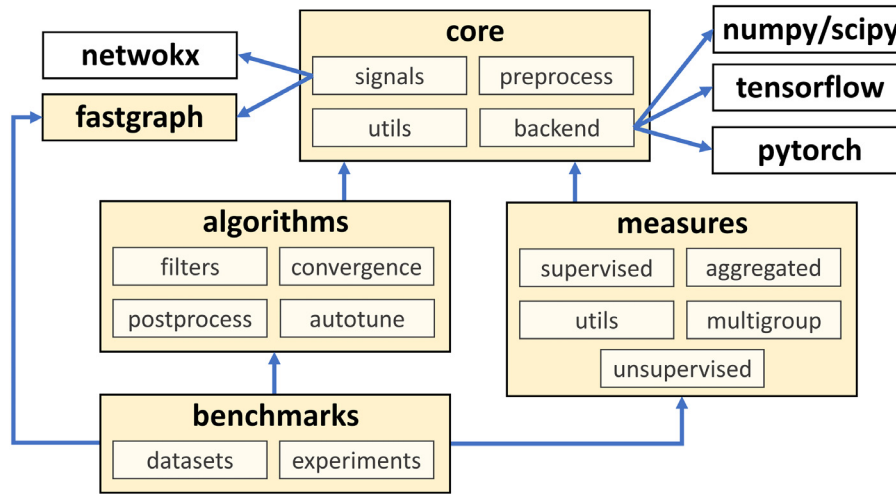 core
numpy/scipy
netwokx
signals
preprocess
tensorflow
fastgraph
utils
backend
pytorch
algorithms
measures
filters
convergence
supervised
aggregated
postprocess
autotune
utils
multigroup
unsupervised
benchmarks
datasets
experiments